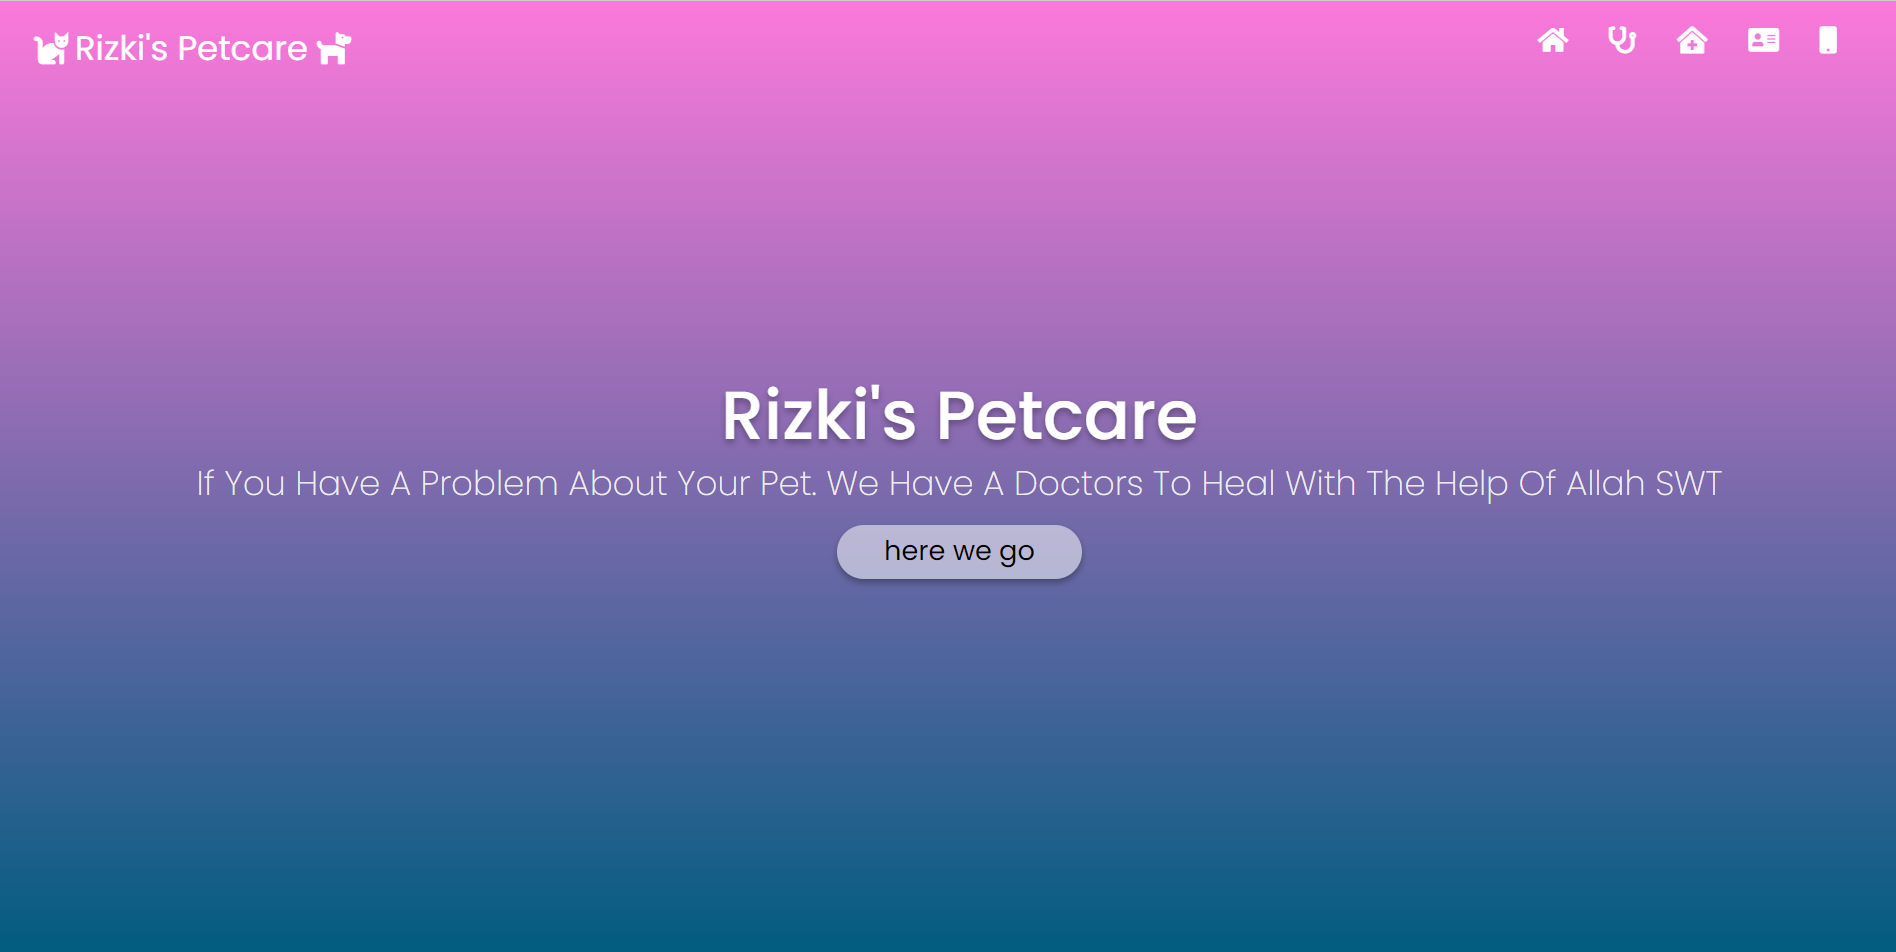 Rizki's Petcare
Rizki's Petcare
If You Have A Problem About Your Pet. We Have A Doctors To Heal With The Help Of Allah SWT
here we go